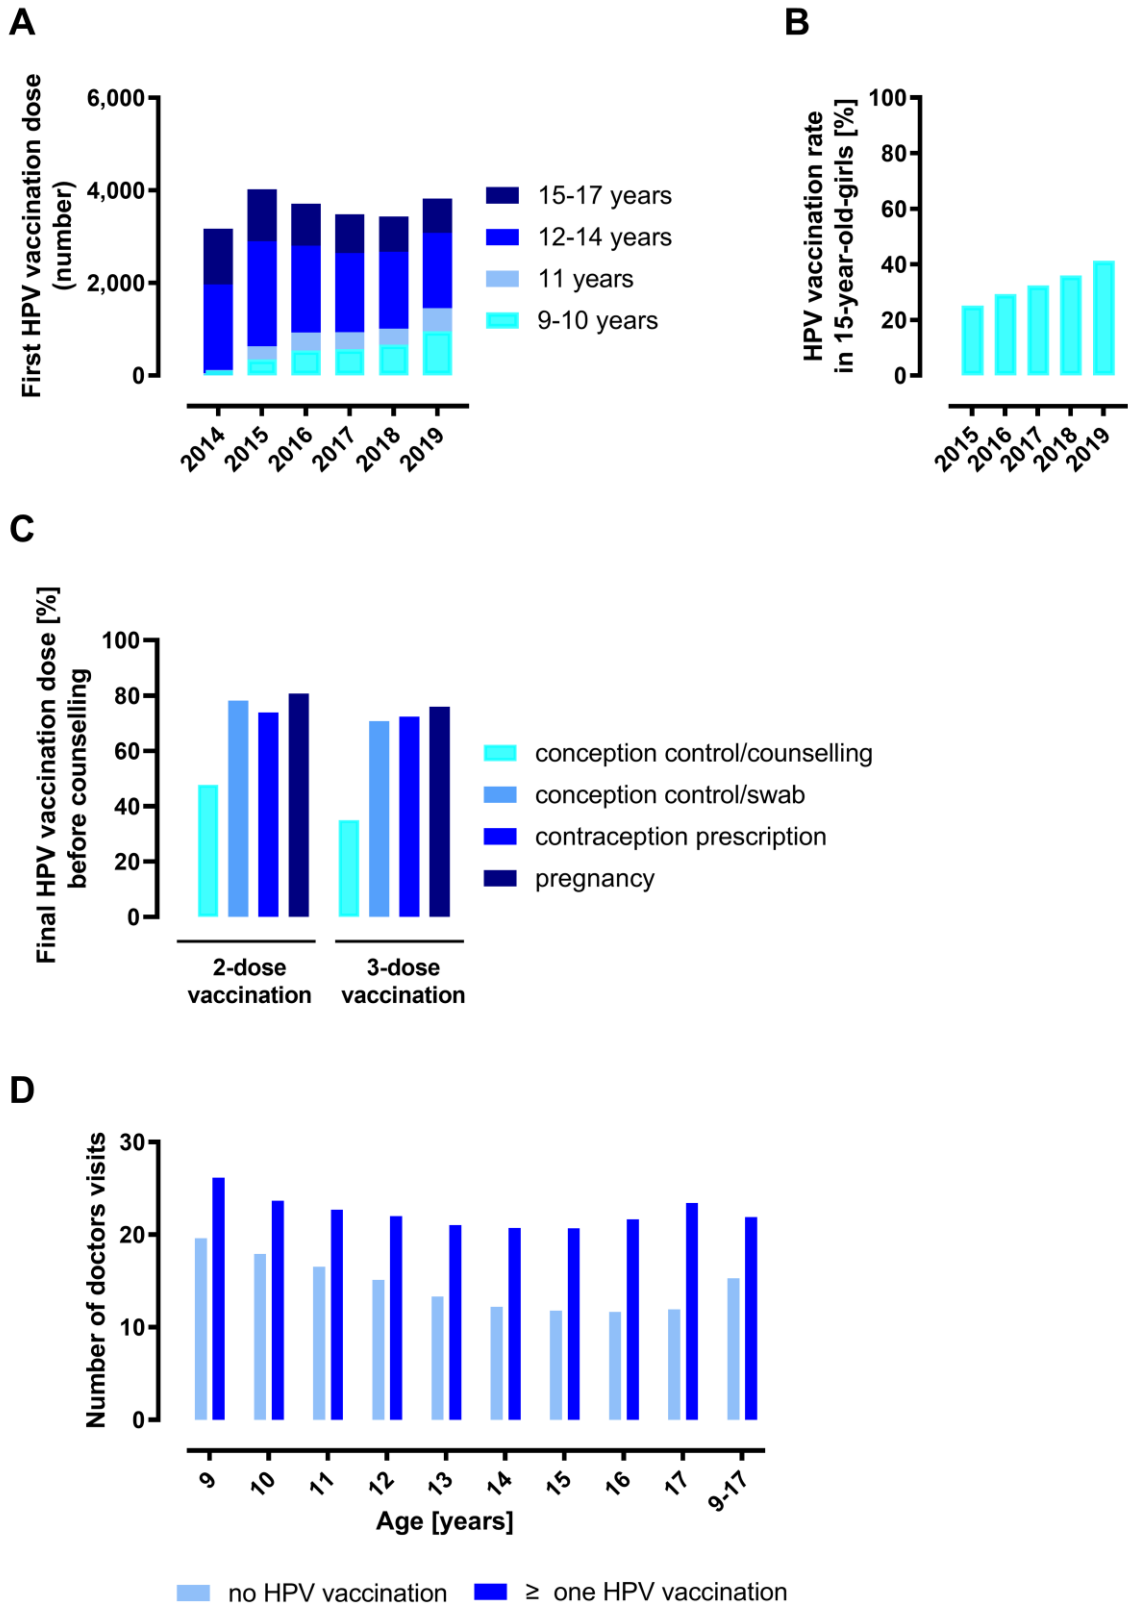 A
First HPV vaccination dose
(number)
6,000
4,000
2,000
0
2014
2015
2016
2017
2018
2019
15-17 years
12-14 years
11 years
9-10 years
B
HPV vaccination rate
in 15-year-old-girls [%]
100
80
60
40
20
0
2015
2016
2017
2018
2019
C
Final HPV vaccination dose [%]
before counselling
100
80
60
40
20
0
2-dose
vaccination
3-dose
vaccination
conception control/counselling
conception control/swab
contraception prescription
pregnancy
D
Number of doctors visits
30
20
10
0
9
10
11
12
13
14
15
16
17
9-17
Age [years]
no HPV vaccination
≥ one HPV vaccination